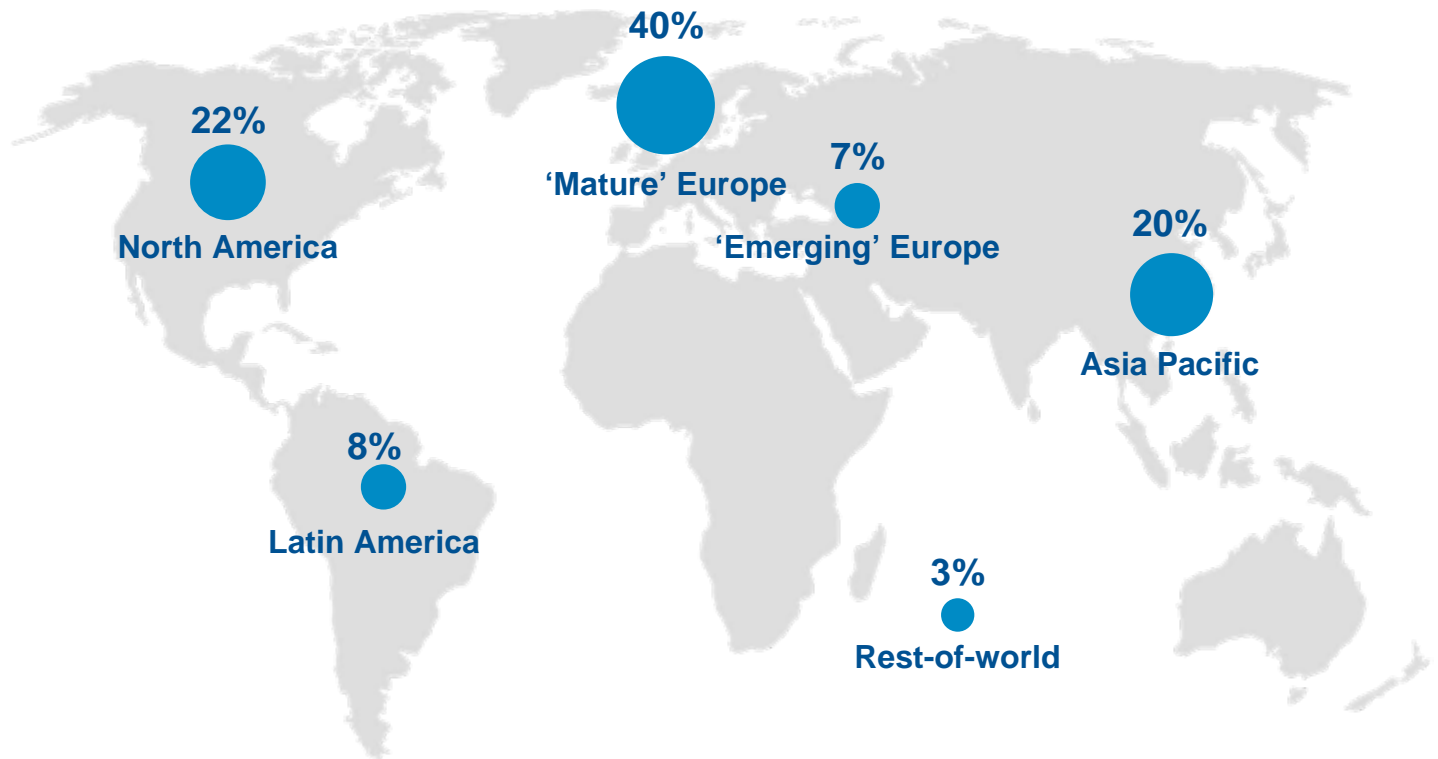 40%
‘Mature’ Europe
22%
North America
7%
‘Emerging’ Europe
20%
Asia Pacific
8%
Latin America
3%
Rest-of-world